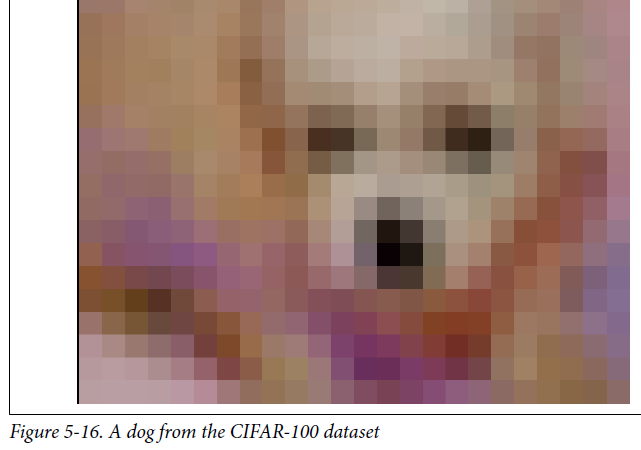 Figure 5-16. A dog from the CIFAR-100 dataset